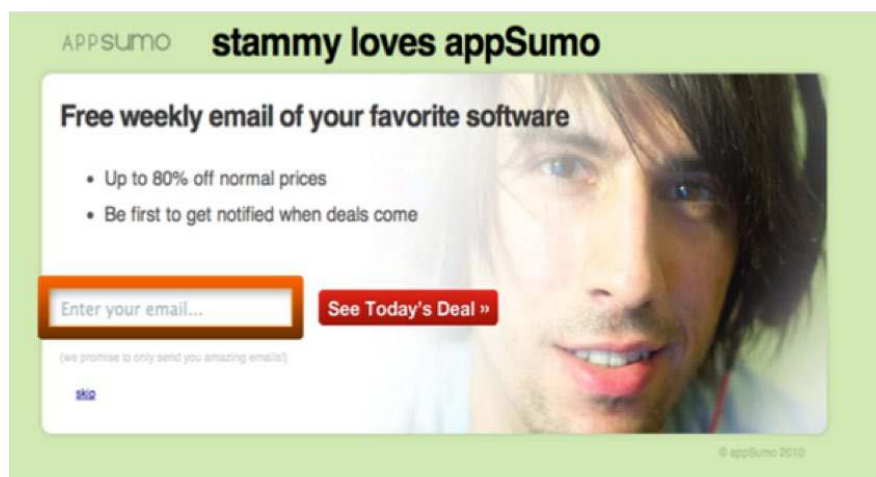 APPsumo
stammy loves appSumo
Free weekly email of your favorite software
• Up to 80% off normal prices
• Be first to get notified when deals come
Enter your email...
See Today's Deal »
(we promise to only send you amazing emails!)
skip
© appSumo 2010